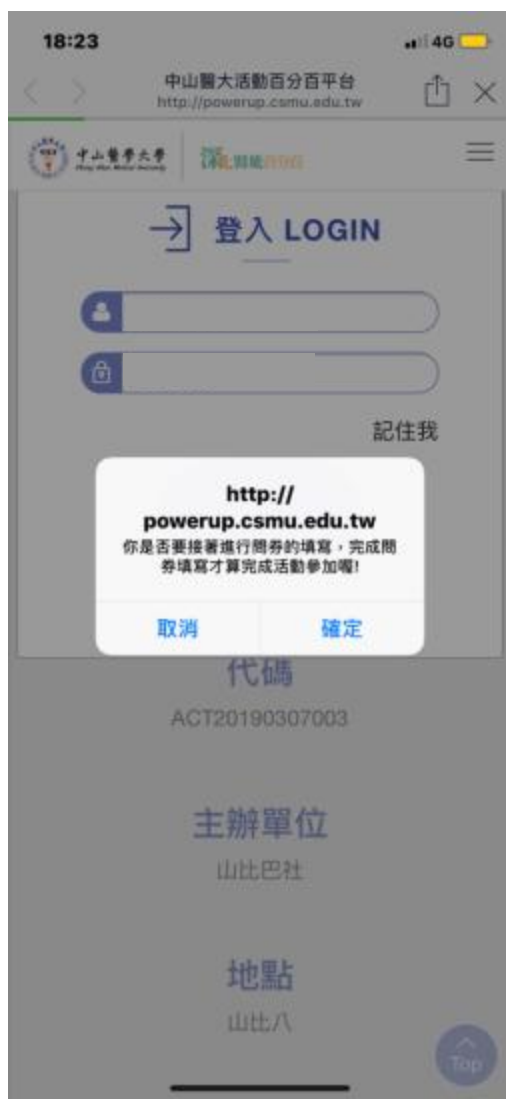 18:23
4G
中山醫大活動百分百平台
http://powerup.csmu.edu.tw
中山醫學大學
登入 LOGIN
記住我
http://
powerup.csmu.edu.tw
你是否要接著進行問券的填寫，完成問
券填寫才算完成活動參加喔!
取消
確定
代碼
ACT20190307003
主辦單位
山比巴社
地點
山比八
Top